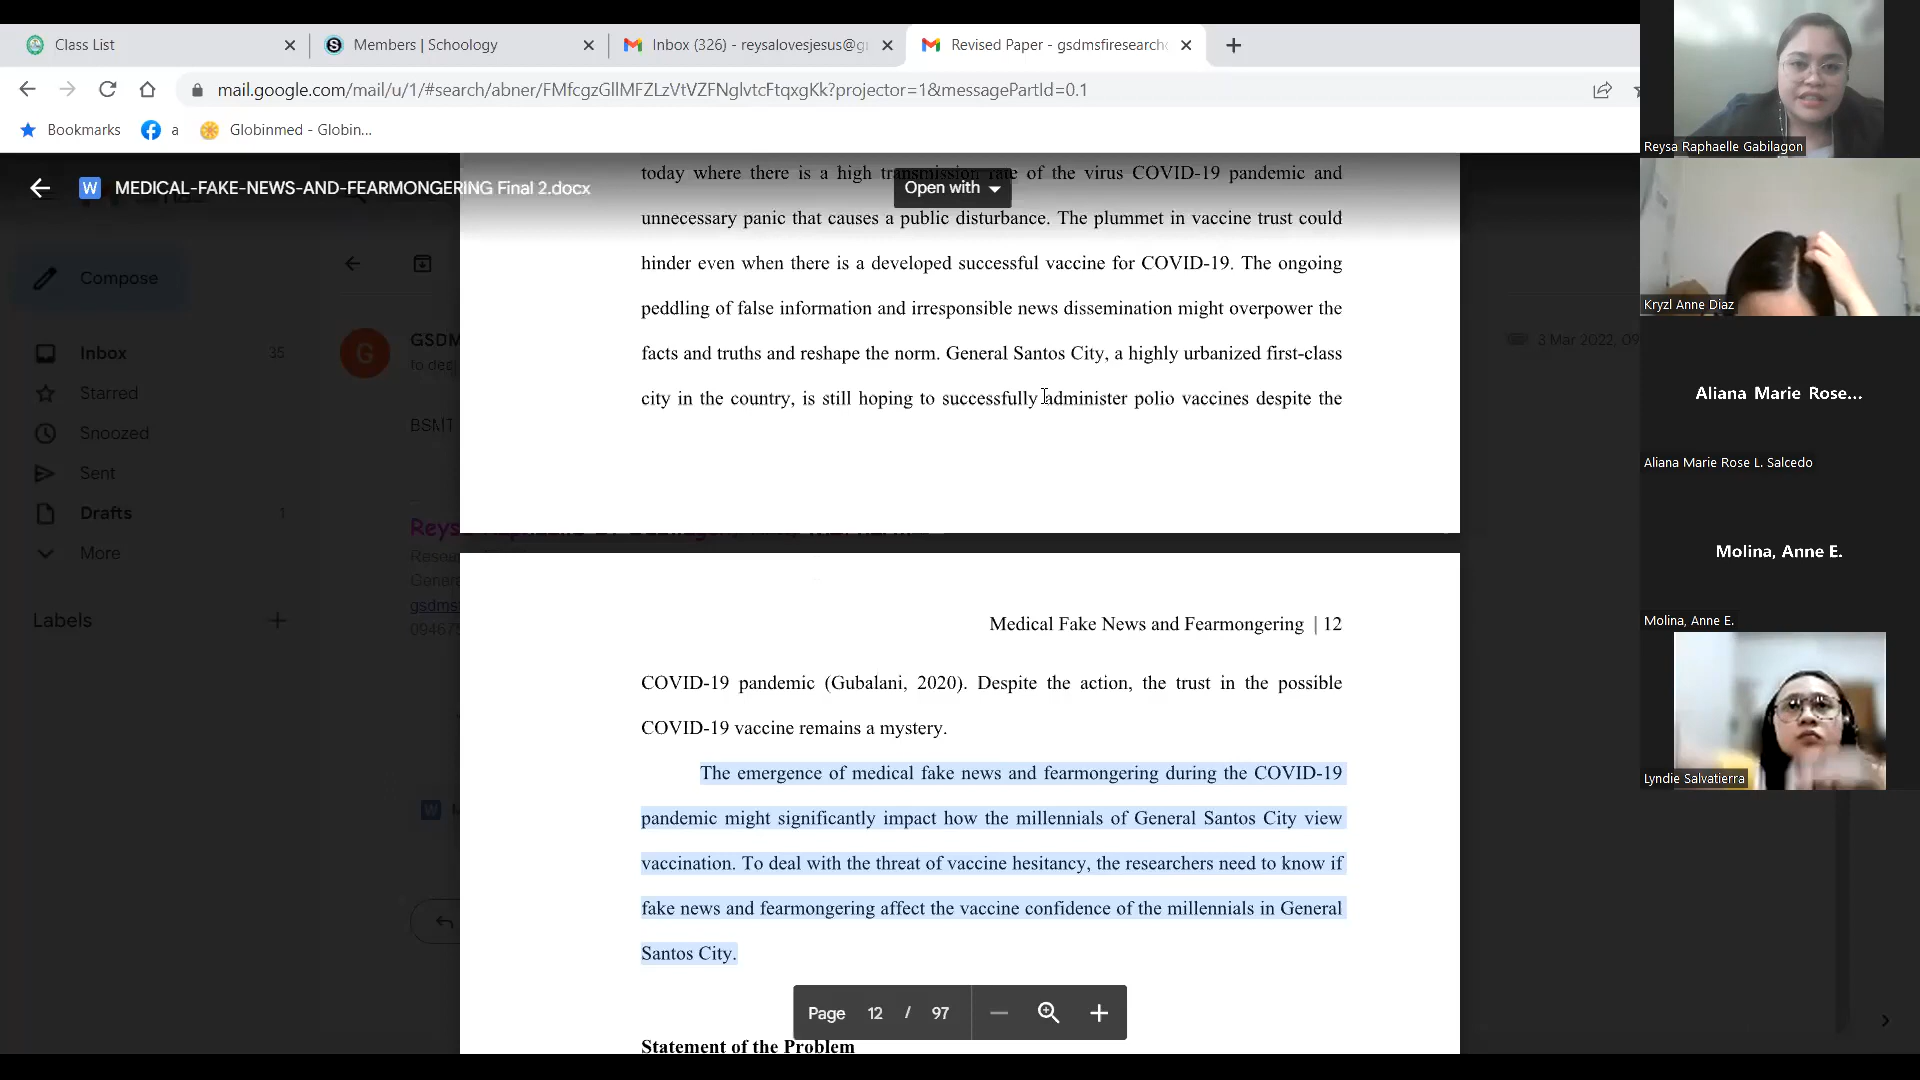 Class List
Members | Schoology
Inbox (326) - reysalovesjesus@g
Revised Paper - gsdmsfiresearch
mail.google.com/mail/u/1/#search/abner/FMfcgzGllMFZLzVtVZFNglvtcFtqxgKk?projector=1&messagePartId=0.1
Bookmarks
a
Globinmed - Globin...
MEDICAL-FAKE-NEWS-AND-FEARMONGERING Final 2.docx
Open with
Compose
Inbox 35
Starred
Snoozed
Sent
Drafts 1
More
Labels
G
GSDM
BSMT
3 Mar 2022, 09
today where there is a high transmission rate of the virus COVID-19 pandemic and
unnecessary panic that causes a public disturbance. The plummet in vaccine trust could
hinder even when there is a developed successful vaccine for COVID-19. The ongoing
peddling of false information and irresponsible news dissemination might overpower the
facts and truths and reshape the norm. General Santos City, a highly urbanized first-class
city in the country, is still hoping to successfully administer polio vaccines despite the
Medical Fake News and Fearmongering | 12
COVID-19 pandemic (Gubalani, 2020). Despite the action, the trust in the possible
COVID-19 vaccine remains a mystery.
The emergence of medical fake news and fearmongering during the COVID-19
pandemic might significantly impact how the millennials of General Santos City view
vaccination. To deal with the threat of vaccine hesitancy, the researchers need to know if
fake news and fearmongering affect the vaccine confidence of the millennials in General
Santos City.
Statement of the Problem
Page 12 / 97
Reysa Raphaelle Gabilagon
Kryzl Anne Diaz
Aliana Marie Rose...
Aliana Marie Rose L. Salcedo
Molina, Anne E.
Molina, Anne E.
Lyndie Salvatierra